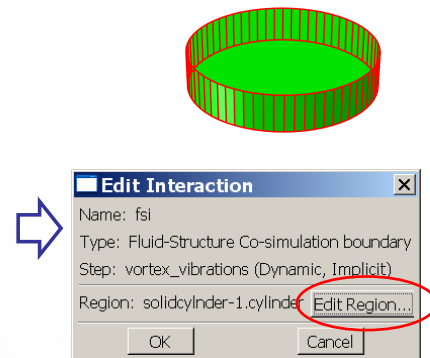 Edit Interaction
Name: fsi
Type: Fluid-Structure Co-simulation boundary
Step: vortex_vibrations (Dynamic, Implicit)
Region: solidcylnder-1.cylinder Edit Region...
OK Cancel